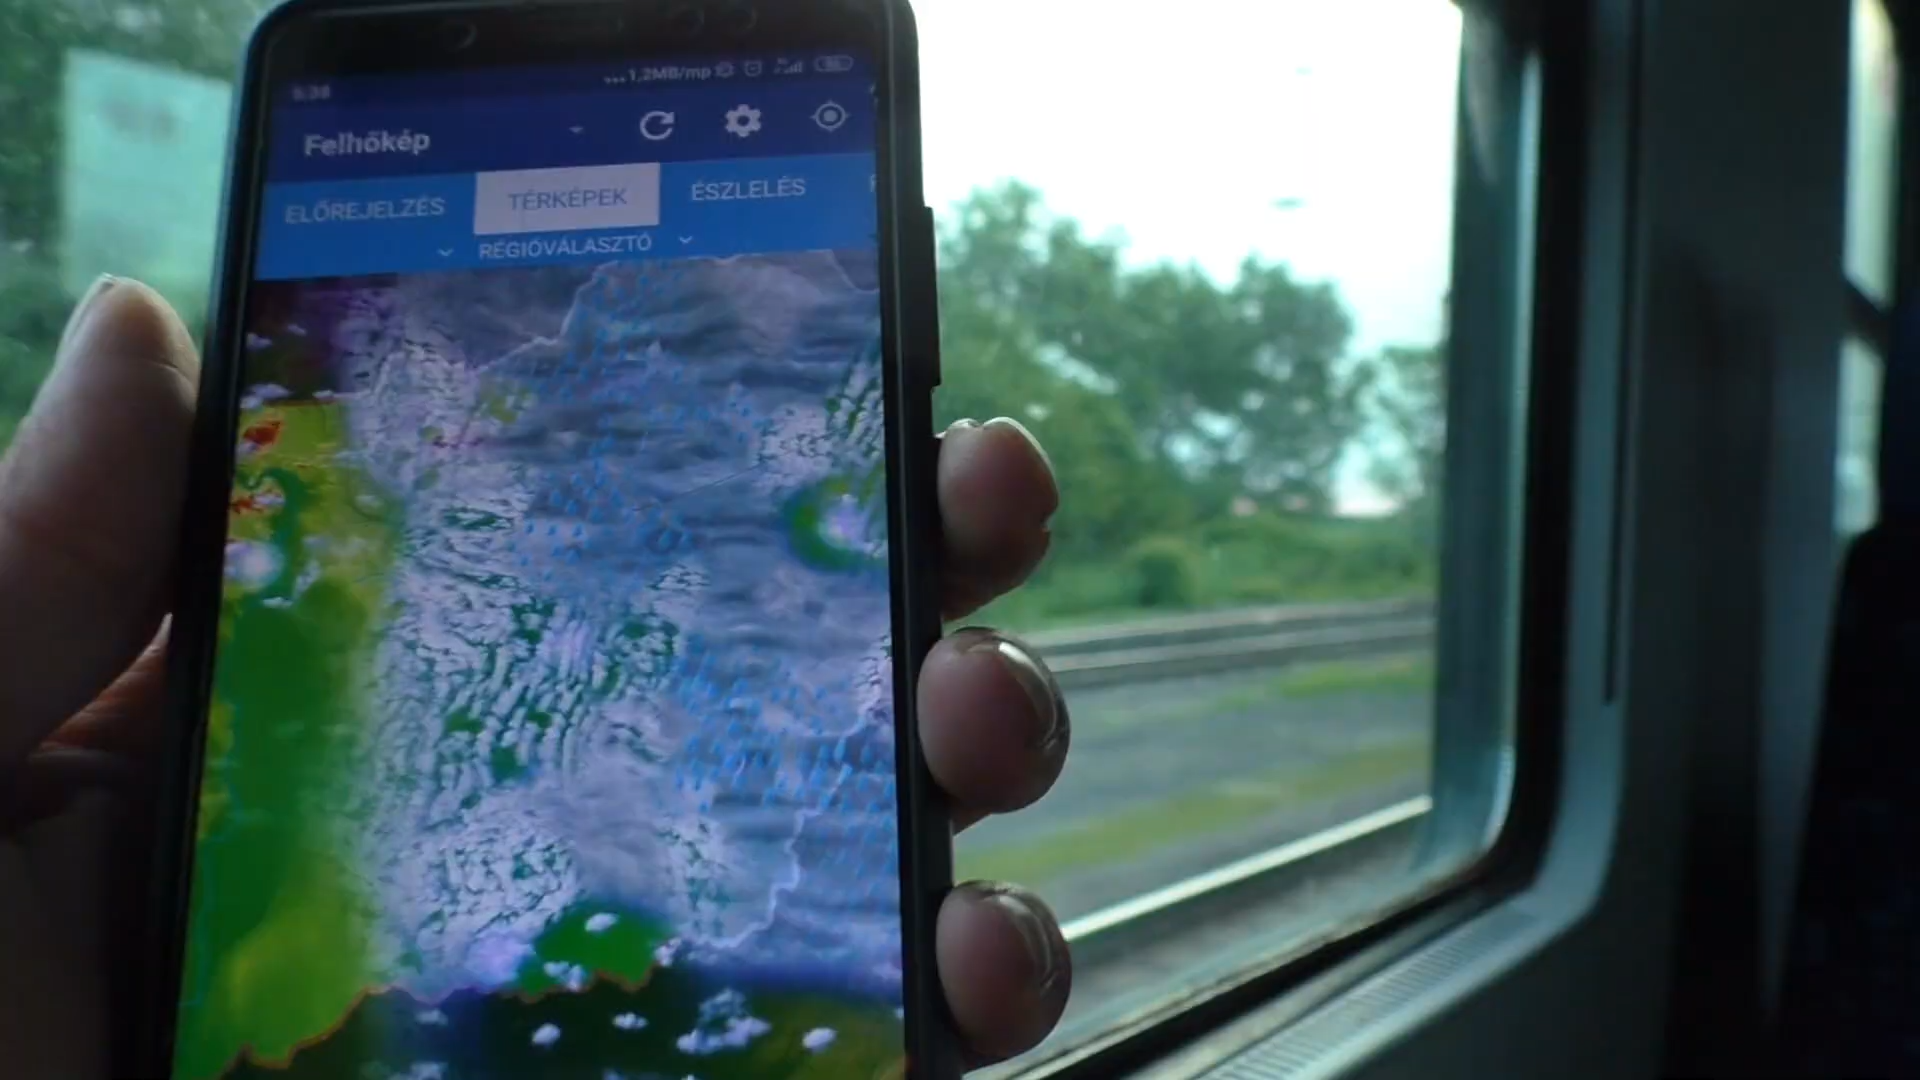 ...1,2MB/mp
Felhőkép
ELŐREJELZÉS TÉRKÉPEK ÉSZLELÉS
RÉGIÓVÁLASZTÓ